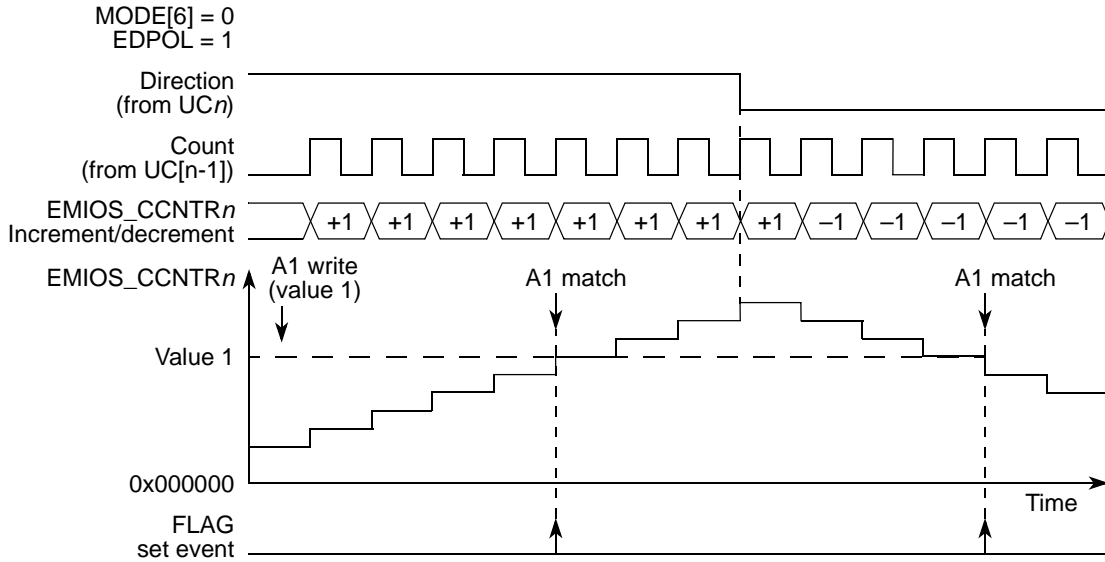 MODE[6] = 0
EDPOL = 1
Direction
(from UCn)
Count
(from UC[n-1])
EMIOS_CCNTRn
Increment/decrement
+1 +1 +1 +1 +1 +1 +1 +1 –1 –1 –1 –1 –1
EMIOS_CCNTRn
A1 write
(value 1)
A1 match
A1 match
Value 1
0x000000
Time
FLAG
set event